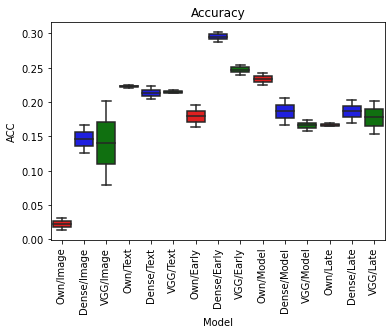 Accuracy
0.30
0.25
0.20
0.15
0.10
0.05
0.00
ACC
Own/Image
Dense/Image
VGG/Image
Own/Text
Dense/Text
VGG/Text
Own/Early
Dense/Early
VGG/Early
Own/Model
Dense/Model
VGG/Model
Own/Late
Dense/Late
VGG/Late
Model